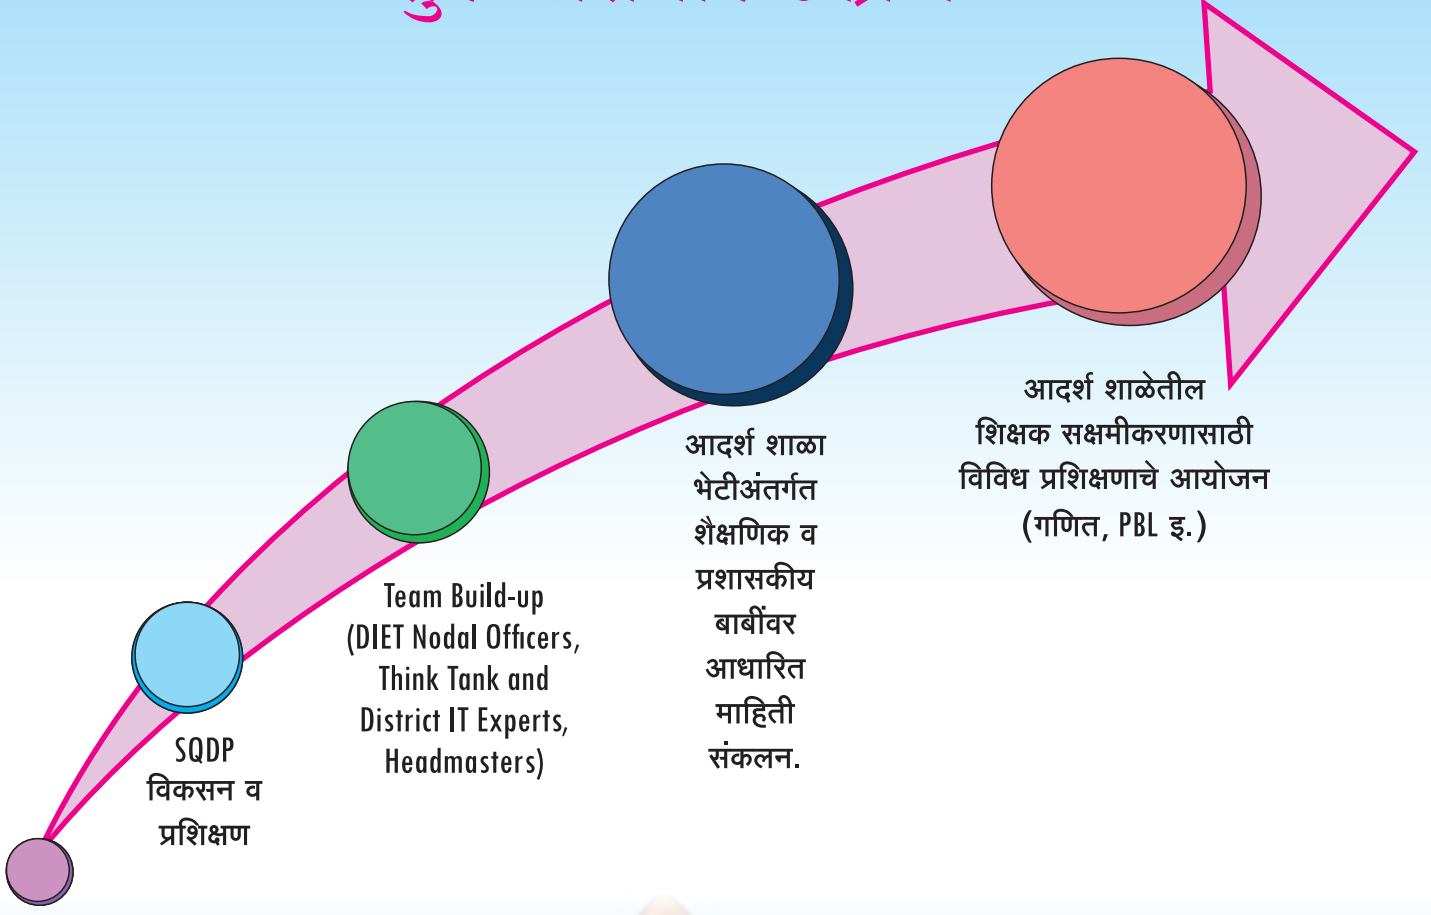 SQDP
विकसन व
प्रशिक्षण
Team Build-up
(DIET Nodal Officers,
Think Tank and
District IT Experts,
Headmasters)
आदर्श शाळा
भेटीअंतर्गत
शैक्षणिक व
प्रशासकीय
बाबींवर
आधारित
माहिती
संकलन.
आदर्श शाळेतील
शिक्षक सक्षमीकरणासाठी
विविध प्रशिक्षणाचे आयोजन
(गणित, PBL इ.)